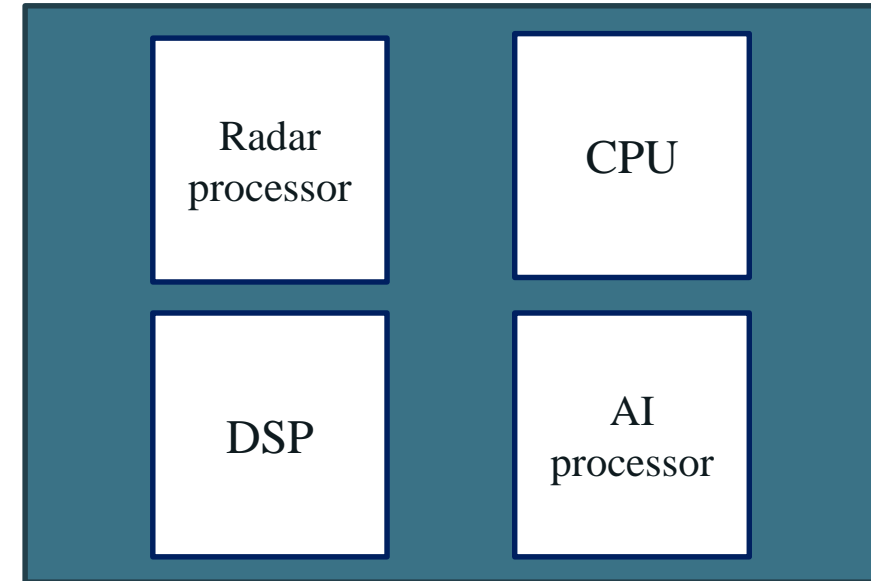 Radar
processor
CPU
DSP
AI
processor